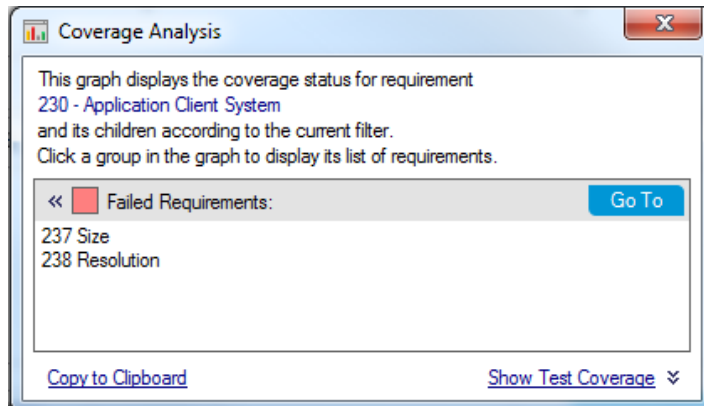 Coverage Analysis
This graph displays the coverage status for requirement
230 - Application Client System
and its children according to the current filter.
Click a group in the graph to display its list of requirements.
« Failed Requirements:
Go To
237 Size
238 Resolution
Copy to Clipboard
Show Test Coverage